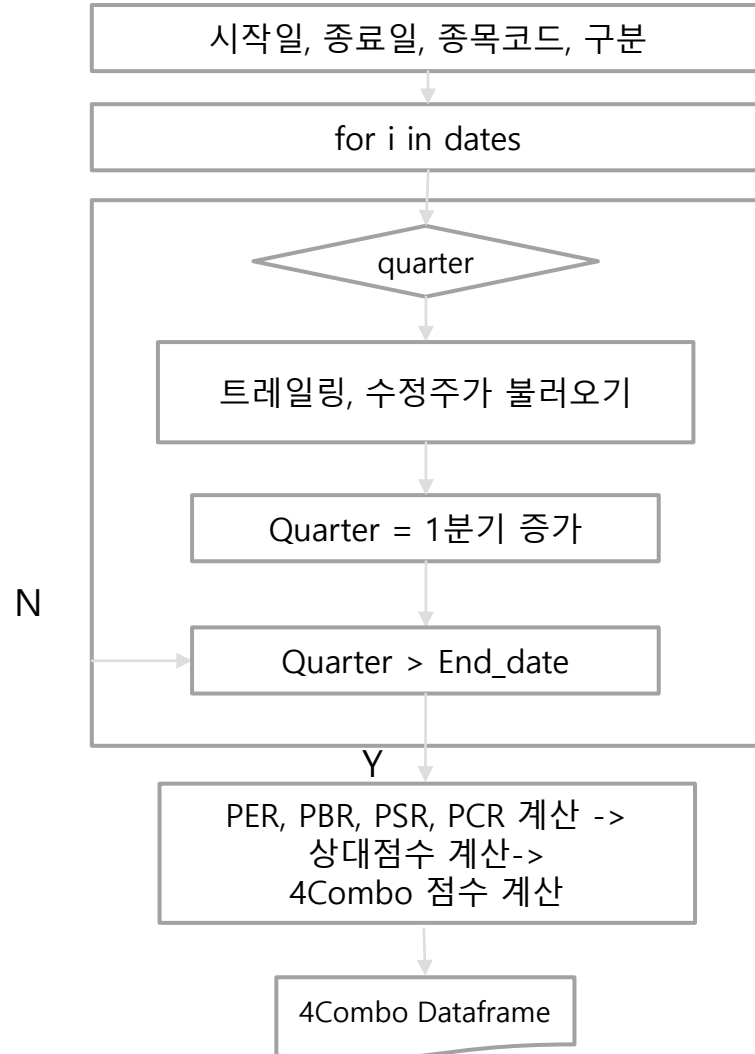 시작일, 종료일, 종목코드, 구분
for i in dates
quarter
트레일링, 수정주가 불러오기
Quarter = 1분기 증가
N
Quarter > End_date
Y
PER, PBR, PSR, PCR 계산 ->
상대점수 계산->
4Combo 점수 계산
4Combo Dataframe